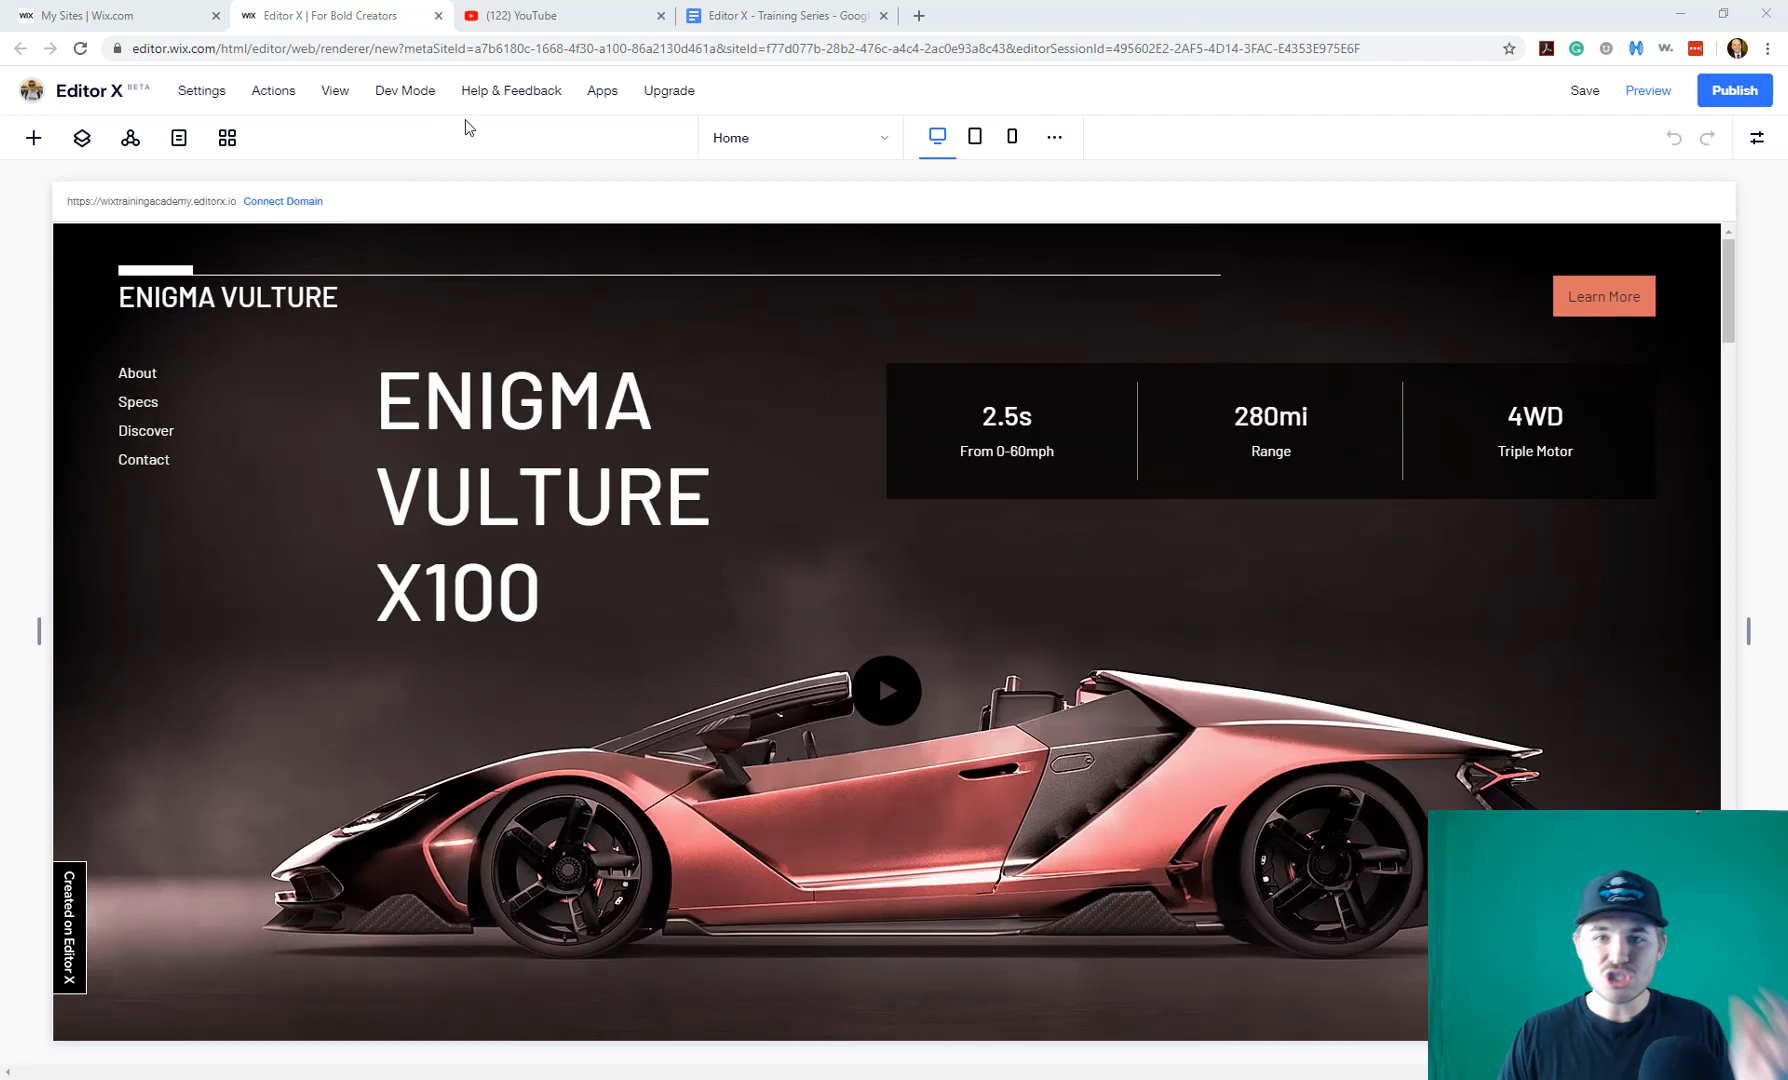 WIX My Sites | Wix.com
WIX Editor X | For Bold Creators
(122) YouTube
Editor X - Training Series - Goog
editor.wix.com/html/editor/web/renderer/new?metaSiteId=a7b6180c-1668-4f30-a100-86a2130d461a&siteId=f77d077b-28b2-476c-a4c4-2ac0e93a8c43&editorSessionId=495602E2-2AF5-4D14-3FAC-E4353E975E6F
w.
Editor X BETA
Settings
Actions
View
Dev Mode
Help & Feedback
Apps
Upgrade
Save
Preview
Publish
Home
https://wixtrainingacademy.editorx.io Connect Domain
ENIGMA VULTURE
Learn More
About
Specs
Discover
Contact
ENIGMA
VULTURE
X100
2.5s
From 0-60mph
280mi
Range
4WD
Triple Motor
Created on Editor X